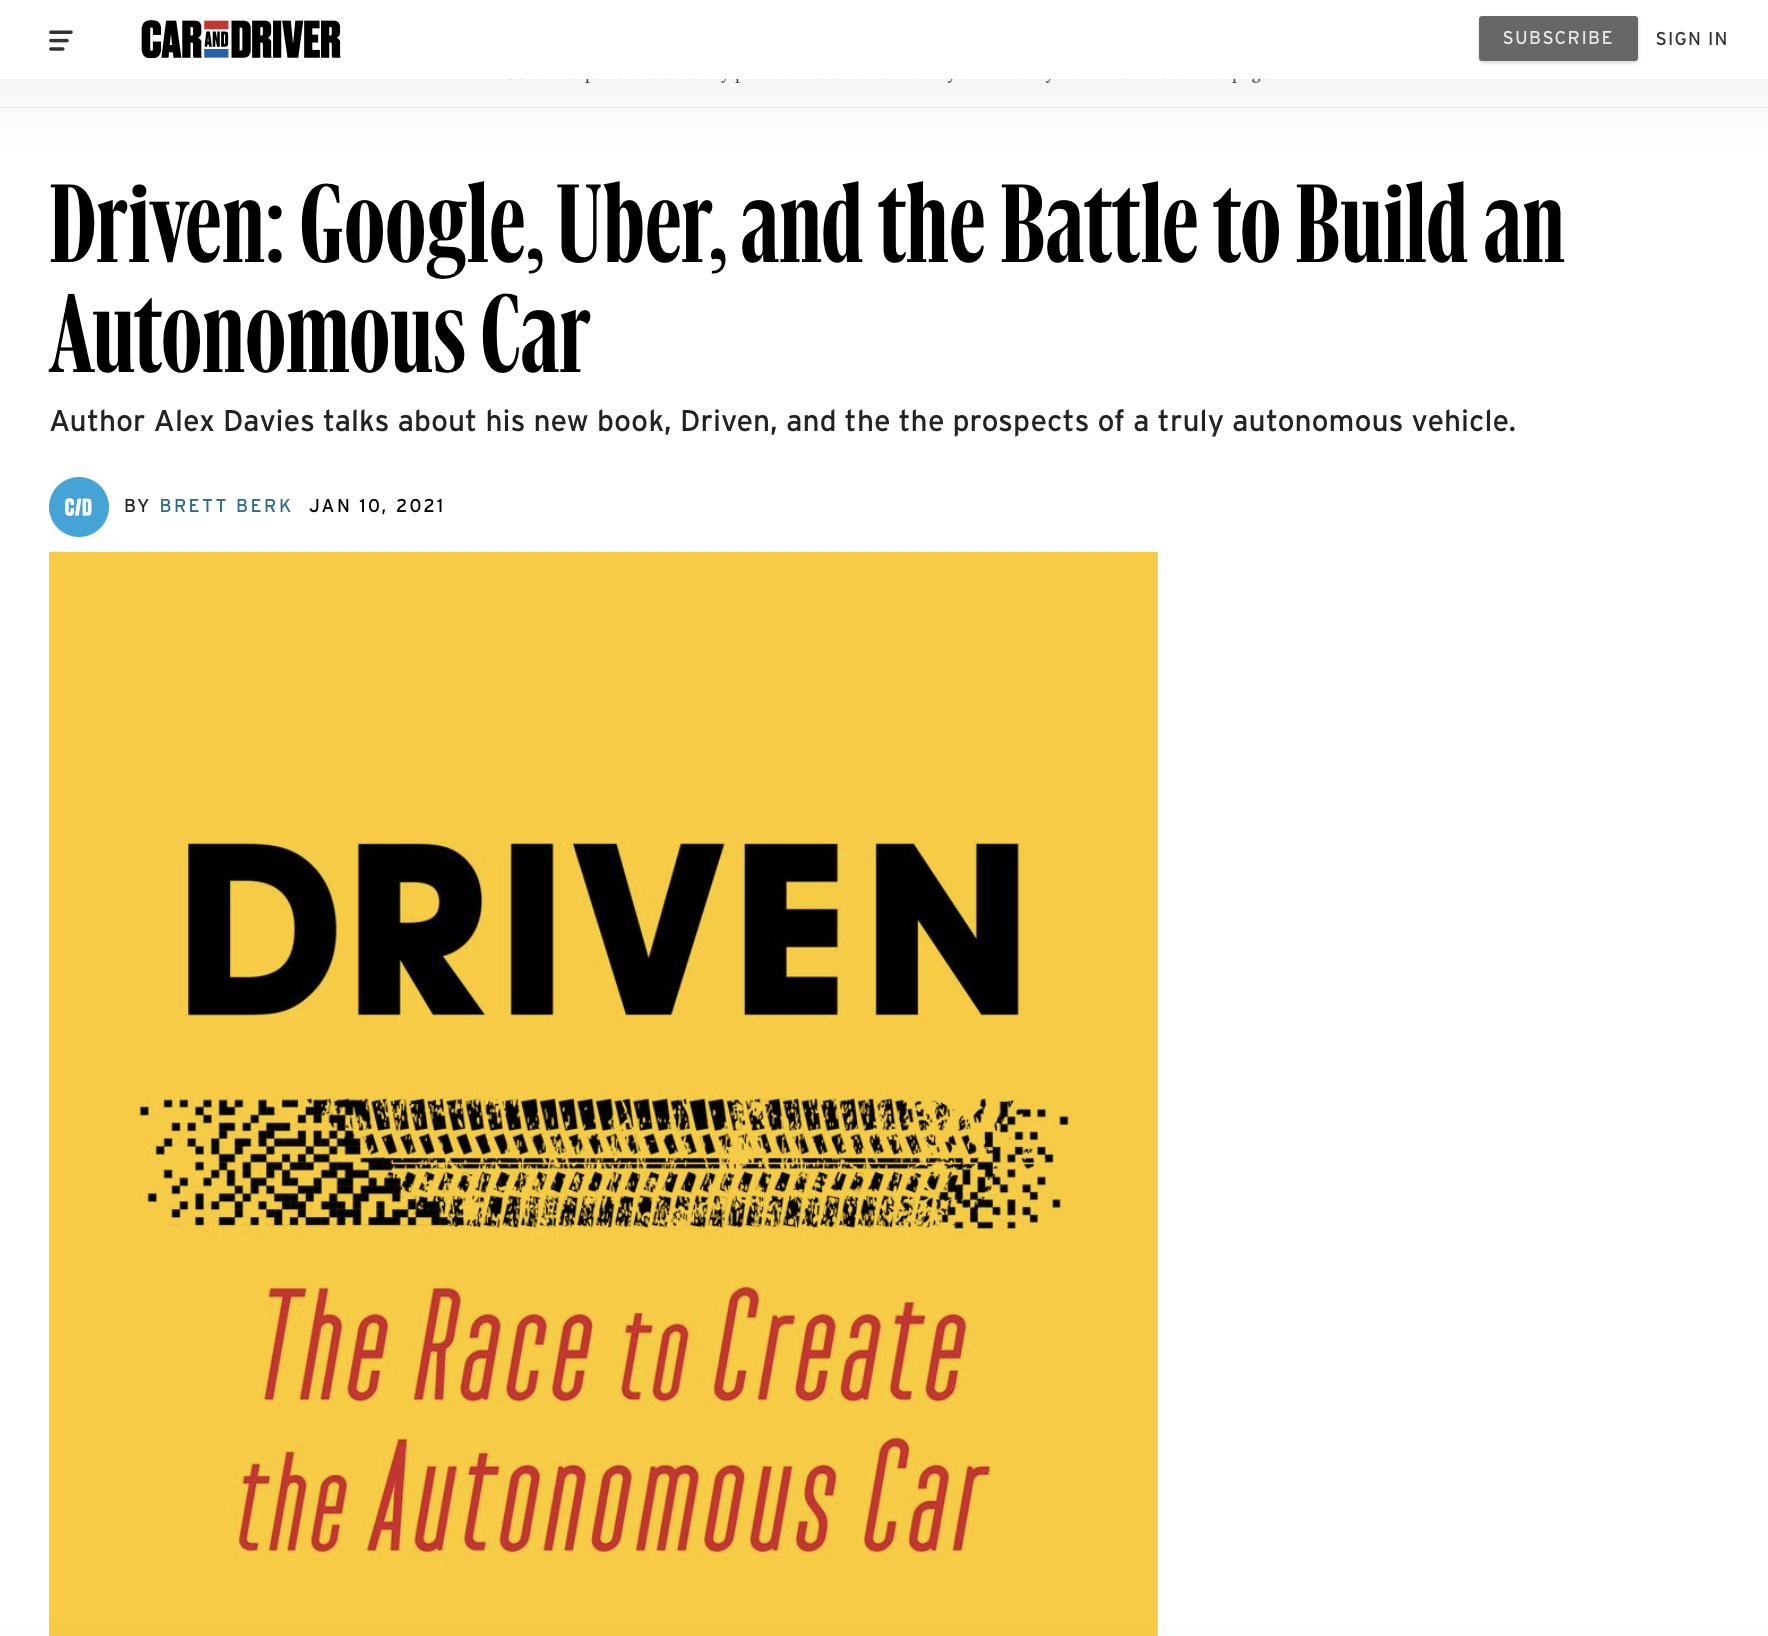 CAR AND DRIVER
SUBSCRIBE
SIGN IN
Driven: Google, Uber, and the Battle to Build an
Autonomous Car
Author Alex Davies talks about his new book, Driven, and the the prospects of a truly autonomous vehicle.
C/D
BY BRETT BERK JAN 10, 2021
DRIVEN
The Race to Create
the Autonomous Car